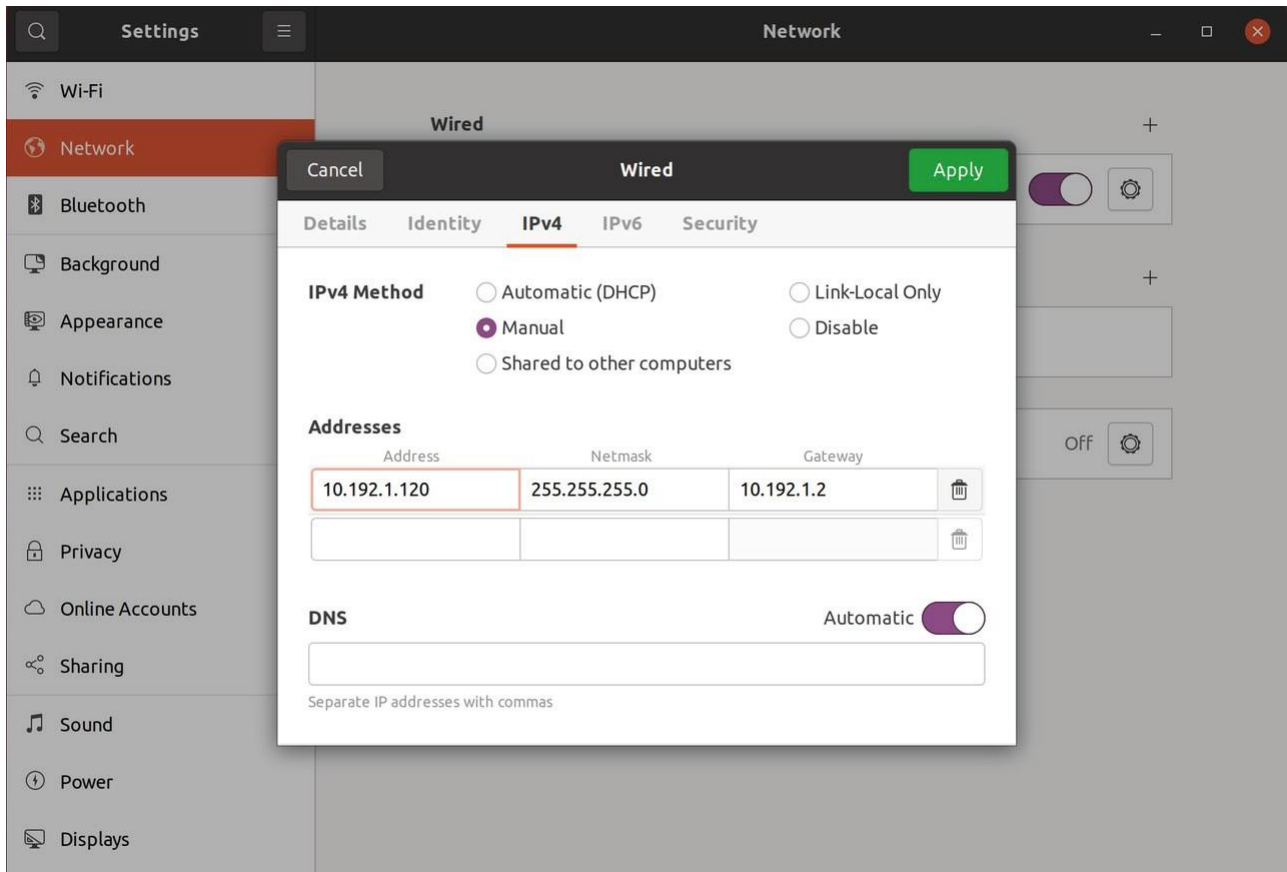 Settings
Network
Wi-Fi
Network
Bluetooth
Background
Appearance
Notifications
Search
Applications
Privacy
Online Accounts
Sharing
Sound
Power
Displays
Wired
Off
Cancel
Wired
Apply
Details Identity IPv4 IPv6 Security
IPv4 Method
Automatic (DHCP)
Link-Local Only
Manual
Disable
Shared to other computers
Addresses
Address Netmask Gateway
10.192.1.120 255.255.255.0 10.192.1.2
DNS
Automatic
Separate IP addresses with commas